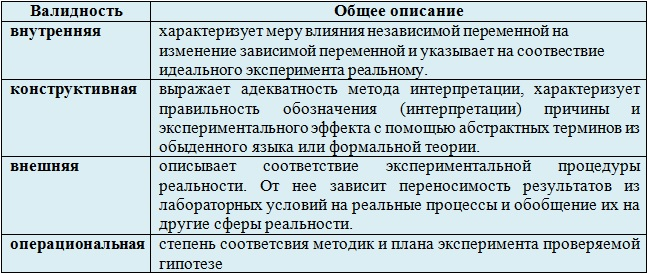 Валидность Общее описание
внутренняя характеризует меру влияния независимой переменной на
изменение зависимой переменной и указывает на соотвествие
идеального эксперимента реальному.
конструктивная выражает адекватность метода интерпретации, характеризует
правильность обозначения (интерпретации) причины и
экспериментального эффекта с помощью абстрактных терминов из
обыденного языка или формальной теории.
внешняя описывает соответствие экспериментальной процедуры
реальности. От нее зависит переносимость результатов из
лабораторных условий на реальные процессы и обобщение их на
другие сферы реальности.
операциональная степень соответсвия методик и плана эксперимента проверяемой
гипотезе